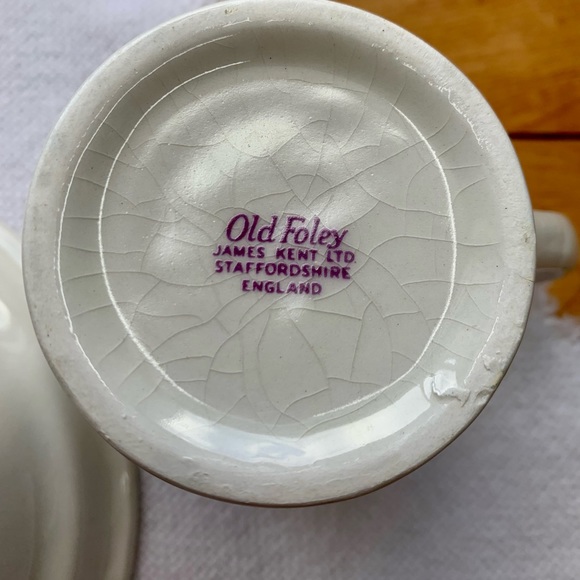 Old Foley
JAMES KENT LTD
STAFFORDSHIRE
ENGLAND